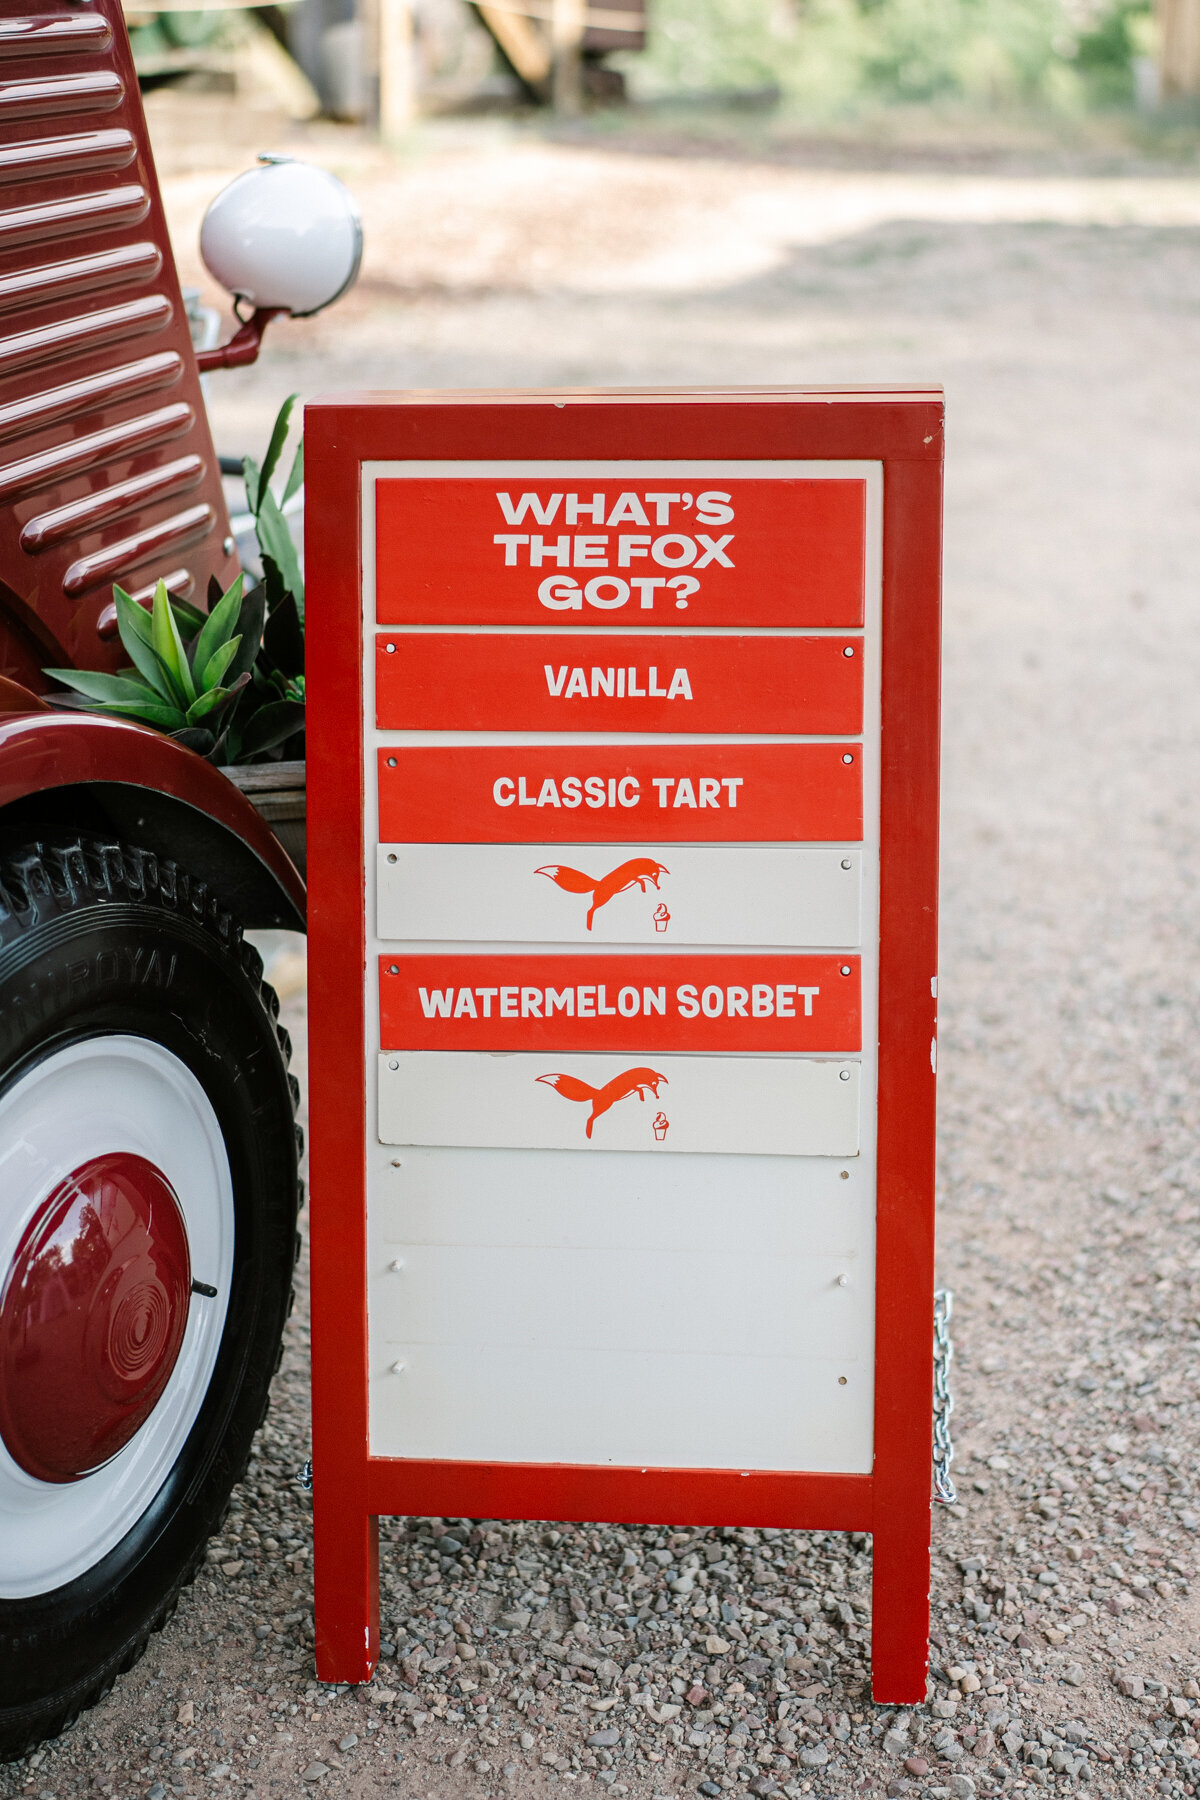 WHAT'S
THE FOX
GOT?
VANILLA
CLASSIC TART
WATERMELON SORBET